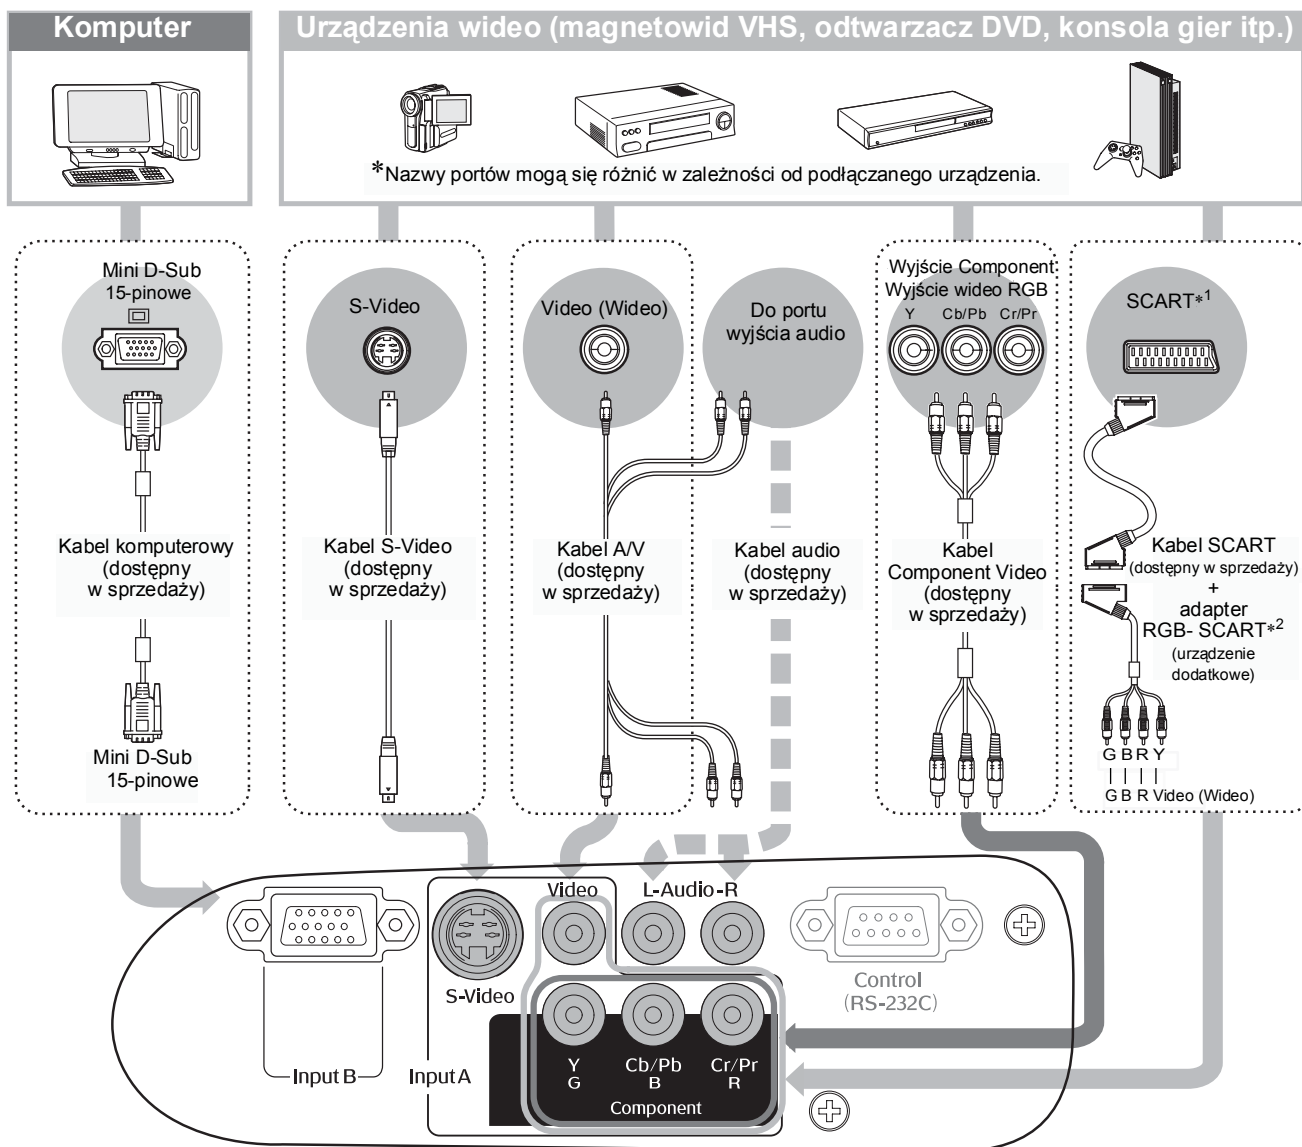 Komputer
Urządzenia wideo (magnetowid VHS, odtwarzacz DVD, konsola gier itp.)
*Nazwy portów mogą się różnić w zależności od podłączanego urządzenia.
Mini D-Sub
15-pinowe
S-Video
Video (Wideo)
Do portu
wyjścia audio
Wyjście Component
Wyjście wideo RGB
Y Cb/Pb Cr/Pr
SCART*1
Kabel komputerowy
(dostępny
w sprzedaży)
Kabel S-Video
(dostępny
w sprzedaży)
Kabel A/V
(dostępny
w sprzedaży)
Kabel audio
(dostępny
w sprzedaży)
Kabel
Component Video
(dostępny
w sprzedaży)
Kabel SCART
(dostępny w sprzedaży)
+
adapter
RGB- SCART*2
(urządzenie
dodatkowe)
Mini D-Sub
15-pinowe
G B R Y
G B R Video (Wideo)
Video
L-Audio-R
S-Video
Control
(RS-232C)
Input B
Input A
Y Cb/Pb Cr/Pr
G B R
Component